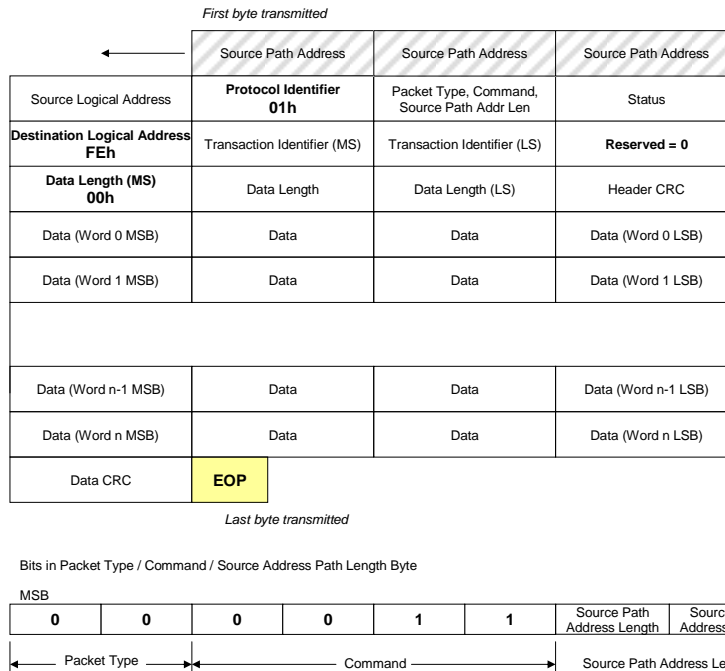 First byte transmitted
Source Path Address
Source Path Address
Source Path Address
Source Logical Address
Protocol Identifier
01h
Packet Type, Command,
Source Path Addr Len
Status
Destination Logical Address
FEh
Transaction Identifier (MS)
Transaction Identifier (LS)
Reserved = 0
Data Length (MS)
00h
Data Length
Data Length (LS)
Header CRC
Data (Word 0 MSB)
Data
Data
Data (Word 0 LSB)
Data (Word 1 MSB)
Data
Data
Data (Word 1 LSB)
Data (Word n-1 MSB)
Data
Data
Data (Word n-1 LSB)
Data (Word n MSB)
Data
Data
Data (Word n LSB)
Data CRC
EOP
Last byte transmitted
Bits in Packet Type / Command / Source Address Path Length Byte
MSB
0
0
0
0
1
1
Source Path
Address Length
Sourc
Address
Packet Type
Command
Source Path Address Le